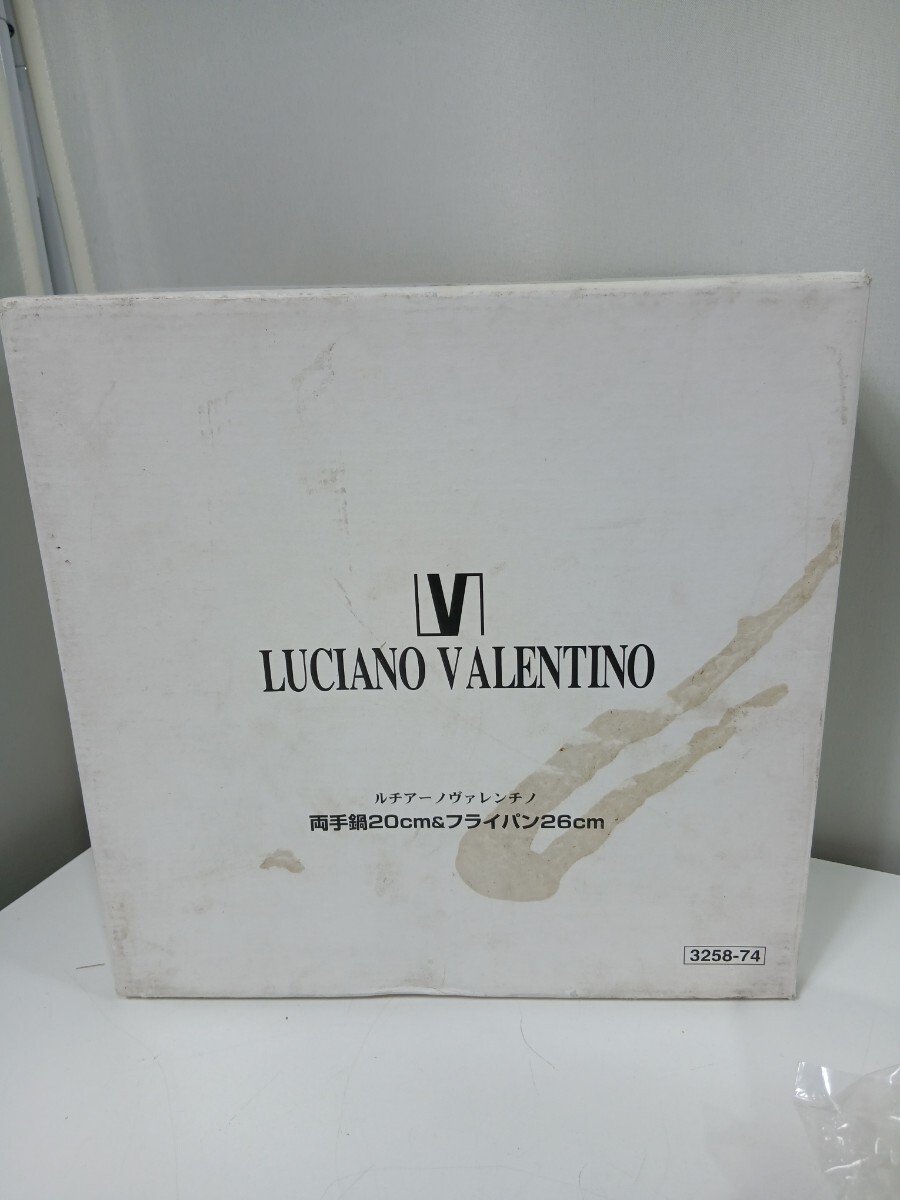 V
LUCIANO VALENTINO
ルチアーノヴァレンチノ
両手鍋20cm&フライパン26cm
3258-74